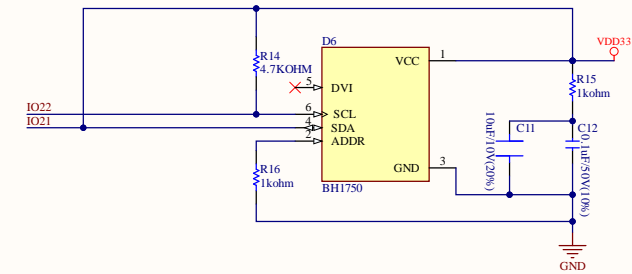 VDD33
D6
R14
4.7KOHM
VCC
1
R15
1kohm
5
DVI
IO22
6
SCL
IO21
4
SDA
2
ADDR
10uF/10V(20%)
C11
C12
0.1uF/50V(10%)
R16
1kohm
GND
3
BH1750
GND